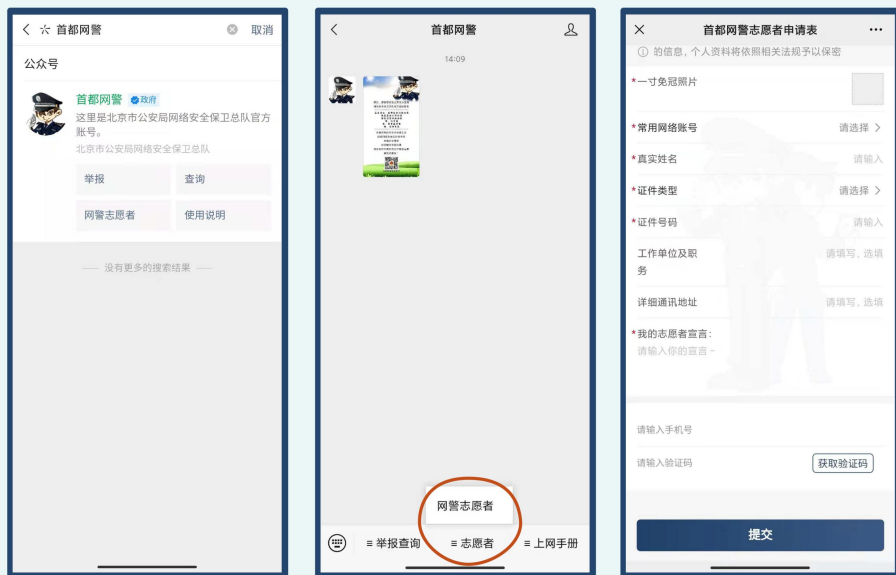 首都网警
取消
公众号
首都网警 政府
这里是北京市公安局网络安全保卫总队官方
账号。
北京市公安局网络安全保卫总队
举报
查询
网警志愿者
使用说明
没有更多的搜索结果
首都网警
14:09
网警志愿者
举报查询
志愿者
上网手册
首都网警志愿者申请表
的信息,个人资料将依照相关法规予以保密
*一寸免冠照片
*常用网络账号
请选择
*真实姓名
请输入
*证件类型
请选择
*证件号码
请输入
工作单位及职
务
请填写,选填
详细通讯地址
请填写,选填
*我的志愿者宣言:
请输入你的宣言~
请输入手机号
请输入验证码
获取验证码
提交